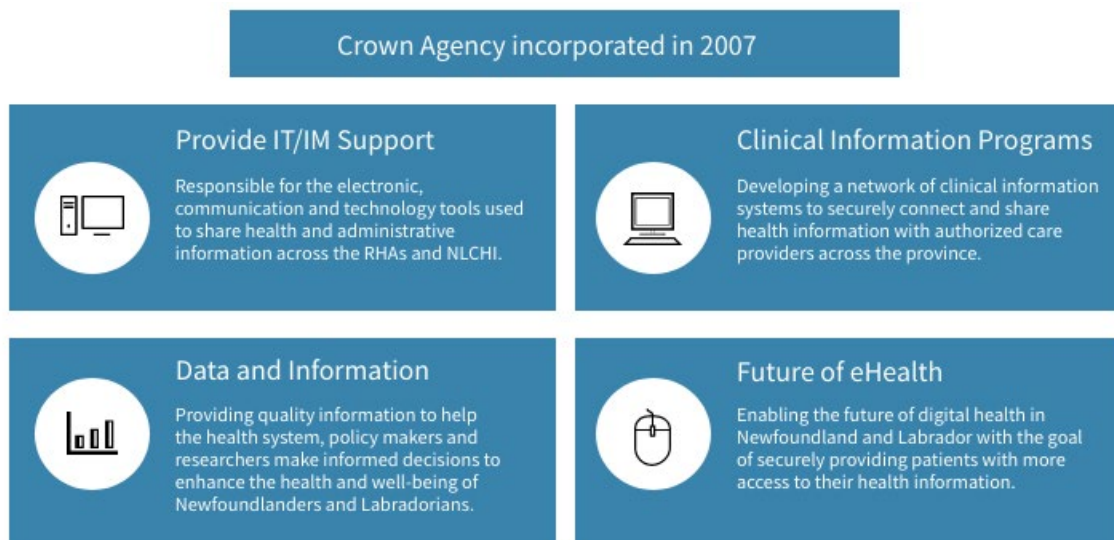 Crown Agency incorporated in 2007
Provide IT/IM Support
Responsible for the electronic,
communication and technology tools used
to share health and administrative
information across the RHAs and NLCHI.
Clinical Information Programs
Developing a network of clinical information
systems to securely connect and share
health information with authorized care
providers across the province.
Data and Information
Providing quality information to help
the health system, policy makers and
researchers make informed decisions to
enhance the health and well-being of
Newfoundlanders and Labradorians.
Future of eHealth
Enabling the future of digital health in
Newfoundland and Labrador with the goal
of securely providing patients with more
access to their health information.